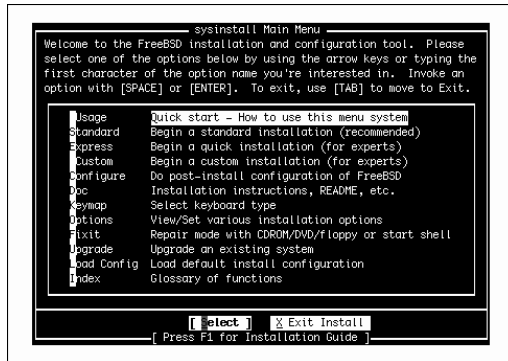 sysinstall Main Menu
Welcome to the FreeBSD installation and configuration tool.  Please
select one of the options below by using the arrow keys or typing the
first character of the option name you're interested in.  Invoke an
option with [SPACE] or [ENTER].  To exit, use [TAB] to move to Exit.
Usage Quick start - How to use this menu system
Standard Begin a standard installation (recommended)
Express Begin a quick installation (for experts)
Custom Begin a custom installation (for experts)
Configure Do post-install configuration of FreeBSD
Doc Installation instructions, README, etc.
Keymap Select keyboard type
Options View/Set various installation options
Fixit Repair mode with CDROM/DVD/floppy or start shell
Upgrade Upgrade an existing system
Load Config Load default install configuration
Index Glossary of functions
[ Select ] X Exit Install
[ Press F1 for Installation Guide ]